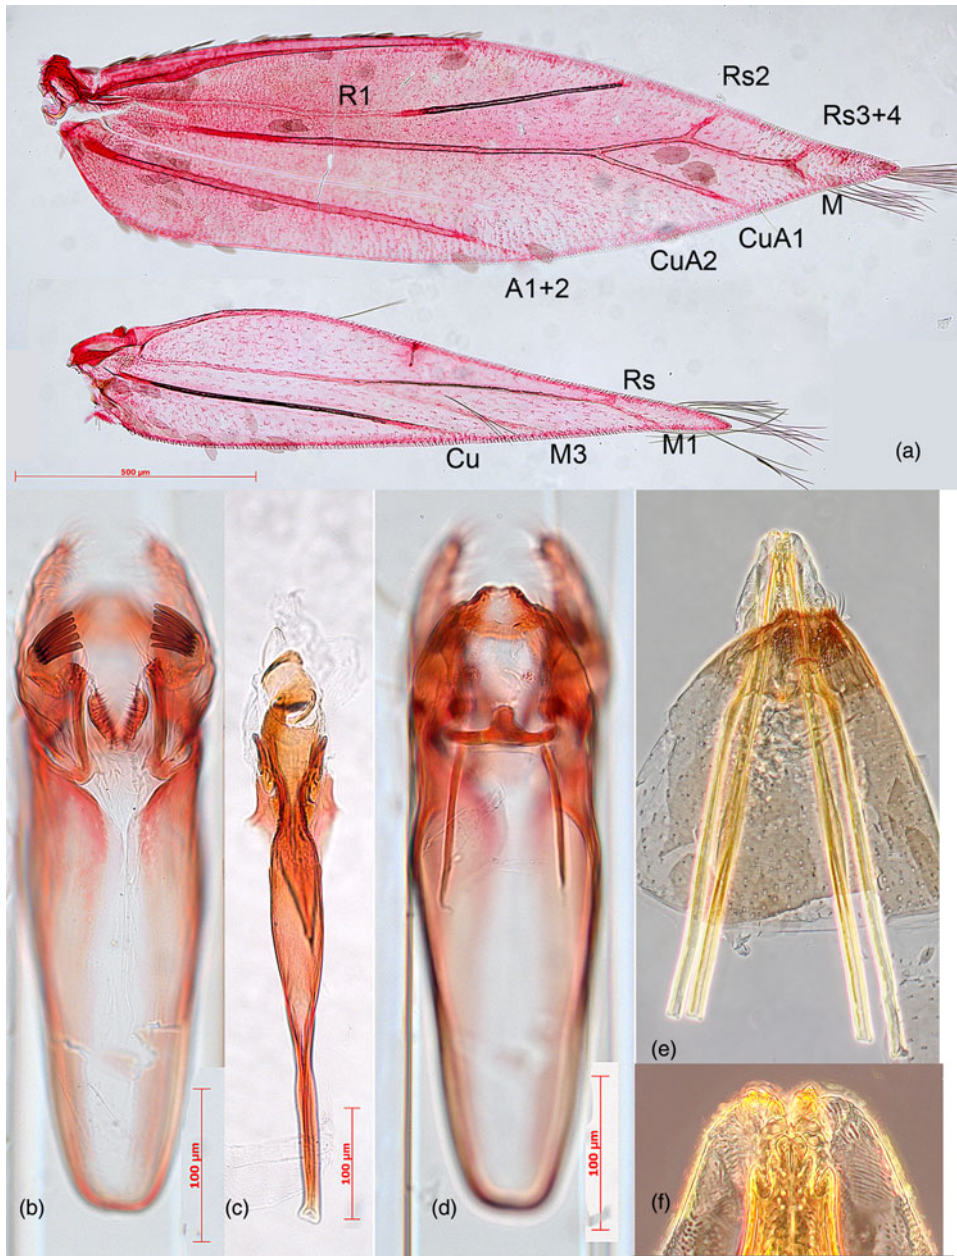 Rs2
R1
Rs3+4
M
CuA1
CuA2
A1+2
Rs
M3
M1
Cu
(a)
500 µm
(e)
100 µm
100 µm
100 µm
(b)
(c)
(d)
(f)